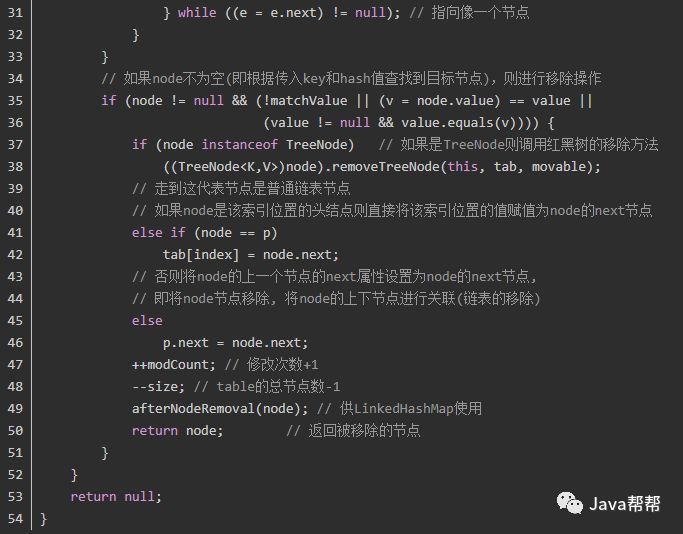 31                 } while ((e = e.next) != null); // 指向像一个节点
32             }
33         }
34         // 如果node不为空(即根据传入key和hash值查找到目标节点)，则进行移除操作
35         if (node != null && (!matchValue || (v = node.value) == value ||
36                              (value != null && value.equals(v)))) {
37             if (node instanceof TreeNode)   // 如果是TreeNode则调用红黑树的移除方法
38                 ((TreeNode<K,V>)node).removeTreeNode(this, tab, movable);
39             // 走到这代表节点是普通链表节点
40             // 如果node是该索引位置的头结点则直接将该索引位置的值赋值为node的next节点
41             else if (node == p)
42                 tab[index] = node.next;
43             // 否则将node的上一个节点的next属性设置为node的next节点,
44             // 即将node节点移除, 将node的上下节点进行关联(链表的移除)
45             else
46                 p.next = node.next;
47             ++modCount; // 修改次数+1
48             --size; // table的总节点数-1
49             afterNodeRemoval(node); // 供LinkedHashMap使用
50             return node;        // 返回被移除的节点
51         }
52     }
53     return null;
54 }
Java帮帮